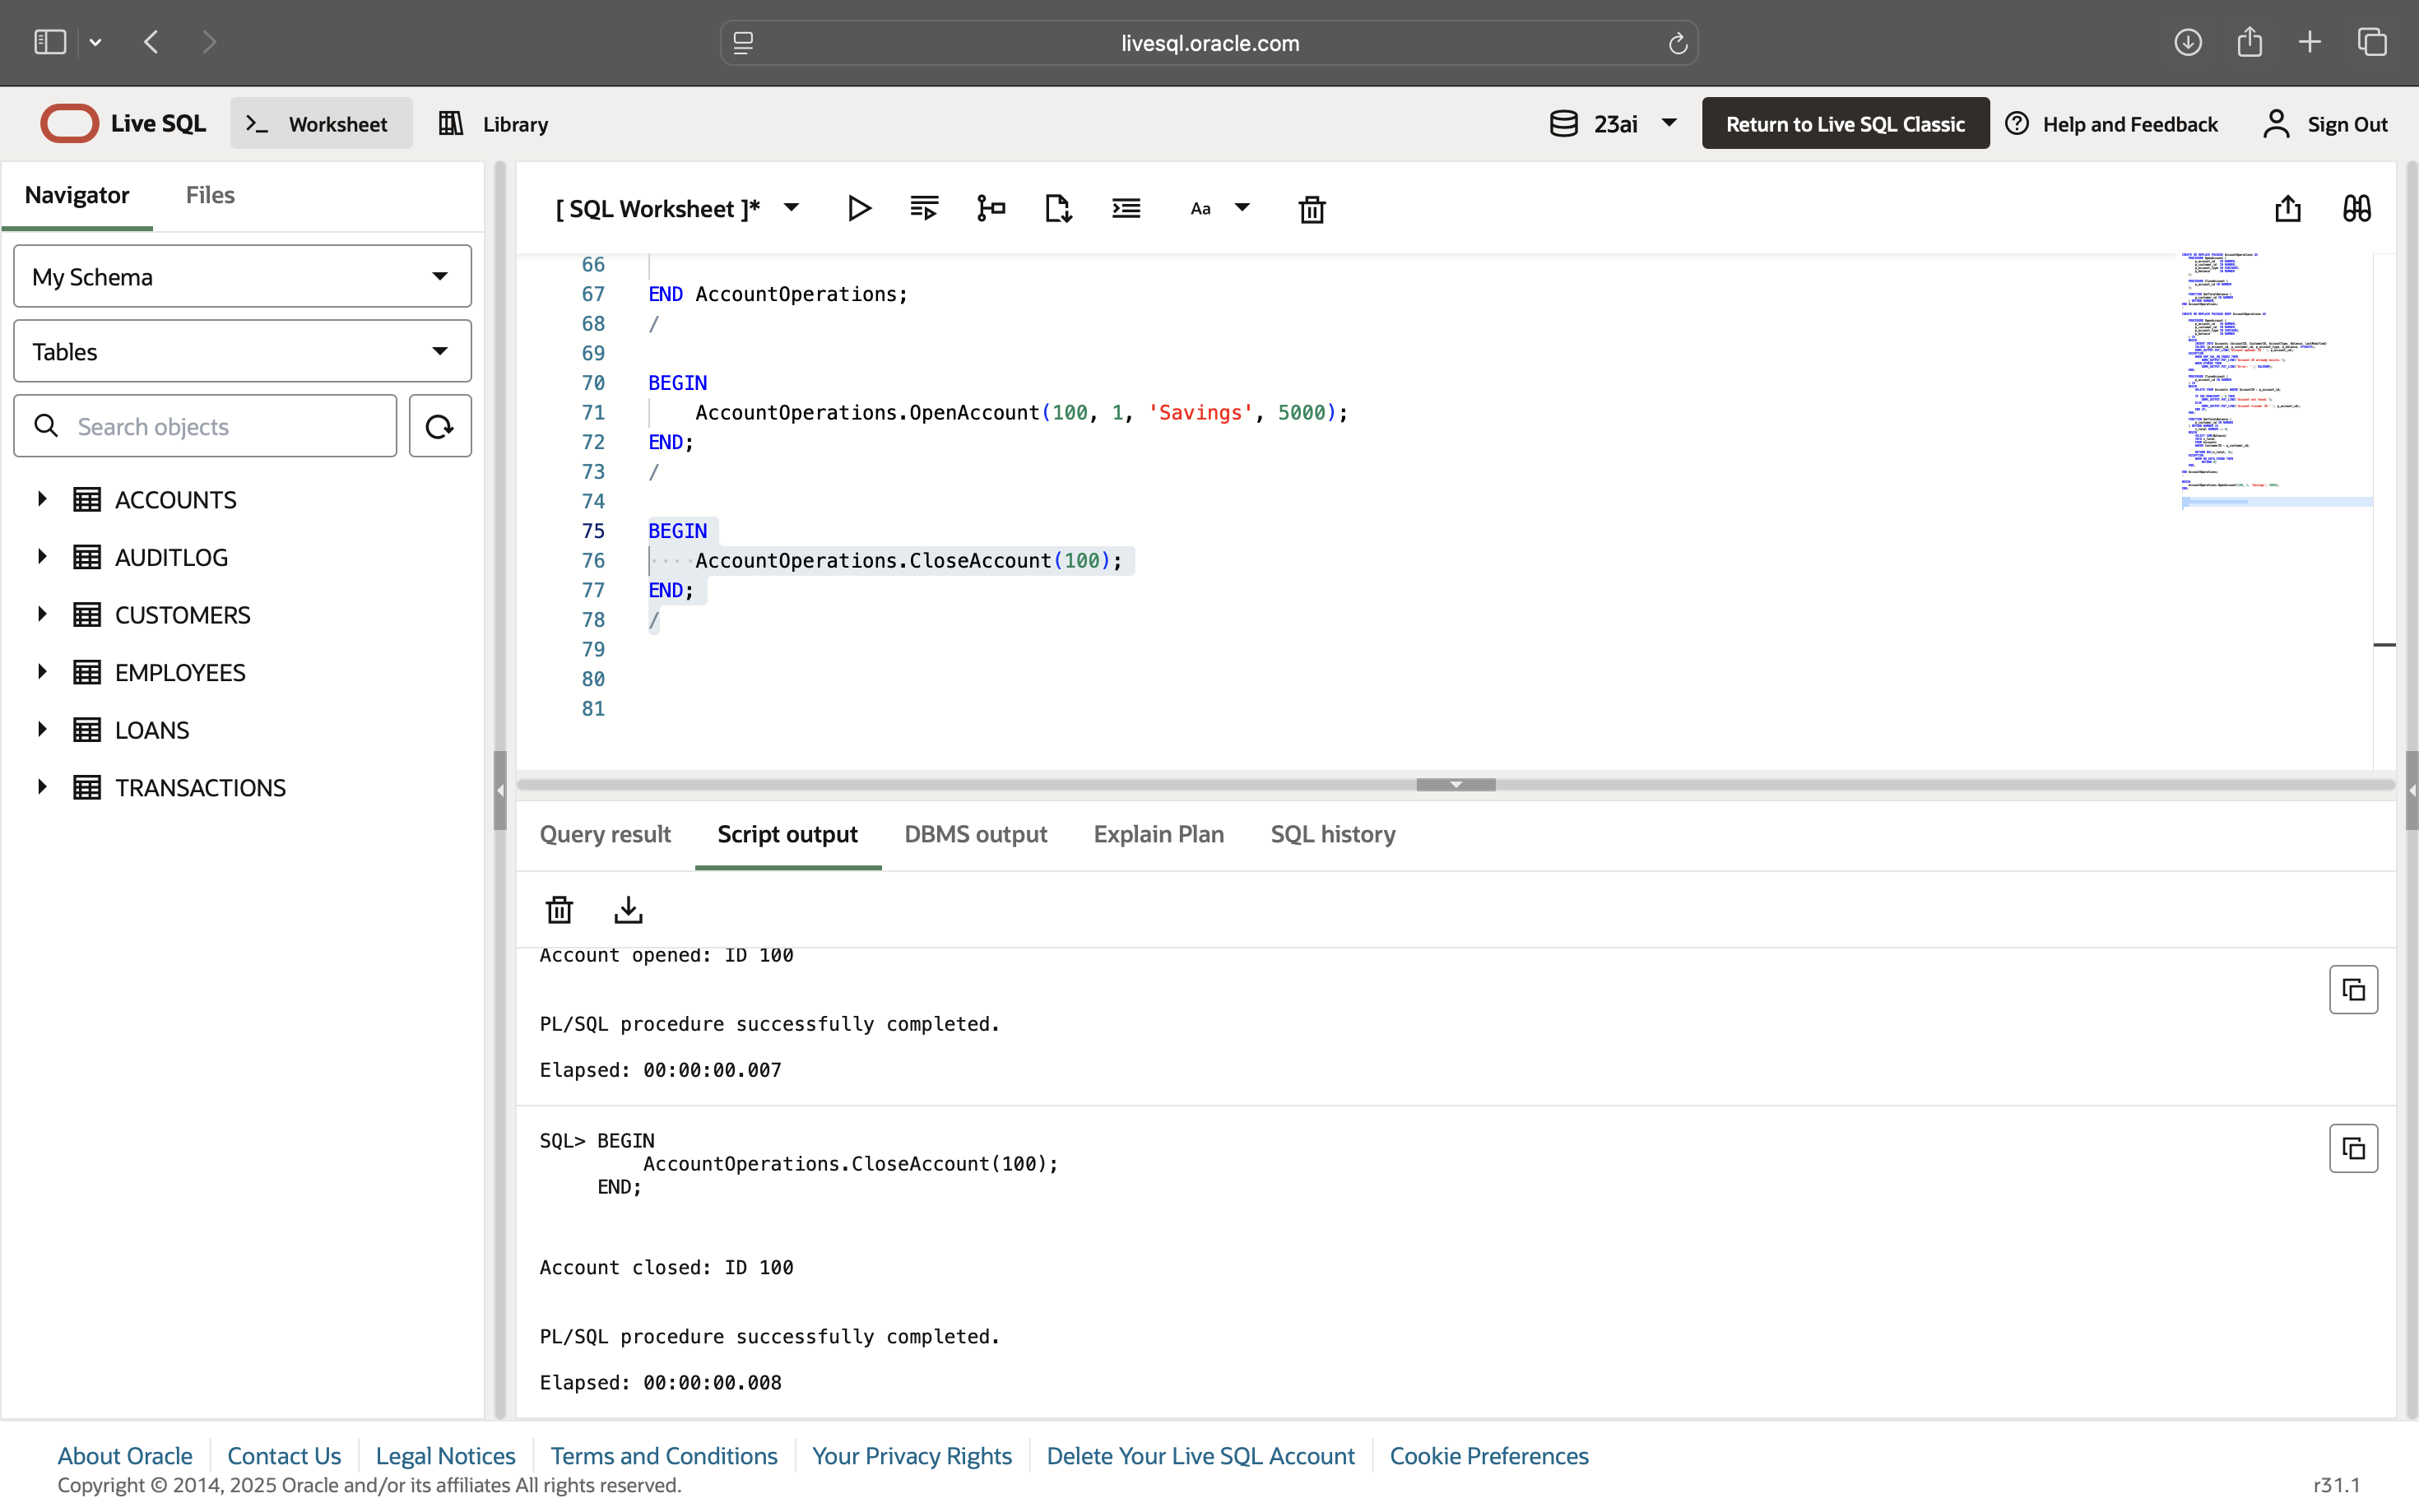 livesql.oracle.com
Live SQL
>_ Worksheet
Library
23ai
Return to Live SQL Classic
Help and Feedback
Sign Out
Navigator
Files
My Schema
Tables
Search objects
ACCOUNTS
AUDITLOG
CUSTOMERS
EMPLOYEES
LOANS
TRANSACTIONS
[ SQL Worksheet ]*
Aa
66
67 END AccountOperations;
68 /
69
70 BEGIN
71 AccountOperations.OpenAccount(100, 1, 'Savings', 5000);
72 END;
73 /
74
75 BEGIN
76 ····AccountOperations.CloseAccount(100);
77 END;
78 /
79
80
81
Query result
Script output
DBMS output
Explain Plan
SQL history
Account opened: ID 100
PL/SQL procedure successfully completed.
Elapsed: 00:00:00.007
SQL> BEGIN
AccountOperations.CloseAccount(100);
END;
Account closed: ID 100
PL/SQL procedure successfully completed.
Elapsed: 00:00:00.008
About Oracle
Contact Us
Legal Notices
Terms and Conditions
Your Privacy Rights
Delete Your Live SQL Account
Cookie Preferences
Copyright © 2014, 2025 Oracle and/or its affiliates All rights reserved.
r31.1